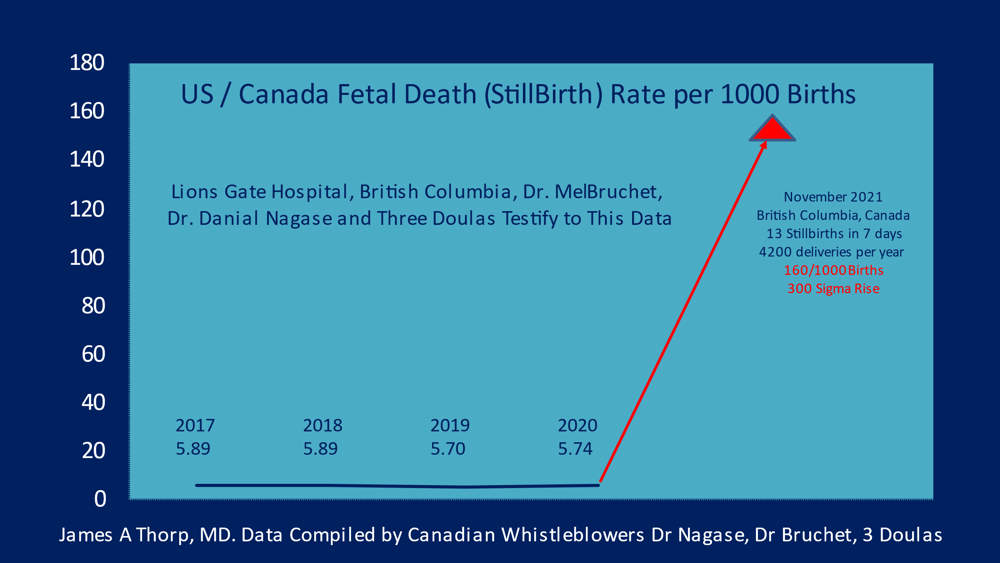 US / Canada Fetal Death (StillBirth) Rate per 1000 Births
180
160
140
120
100
80
60
40
20
0
Lions Gate Hospital, British Columbia, Dr. MelBruchet,
Dr. Danial Nagase and Three Doulas Testify to This Data
November 2021
British Columbia, Canada
13 Stillbirths in 7 days
4200 deliveries per year
160/1000 Births
300 Sigma Rise
2017 2018 2019 2020
5.89 5.89 5.70 5.74
James A Thorp, MD. Data Compiled by Canadian Whistleblowers Dr Nagase, Dr Bruchet, 3 Doulas